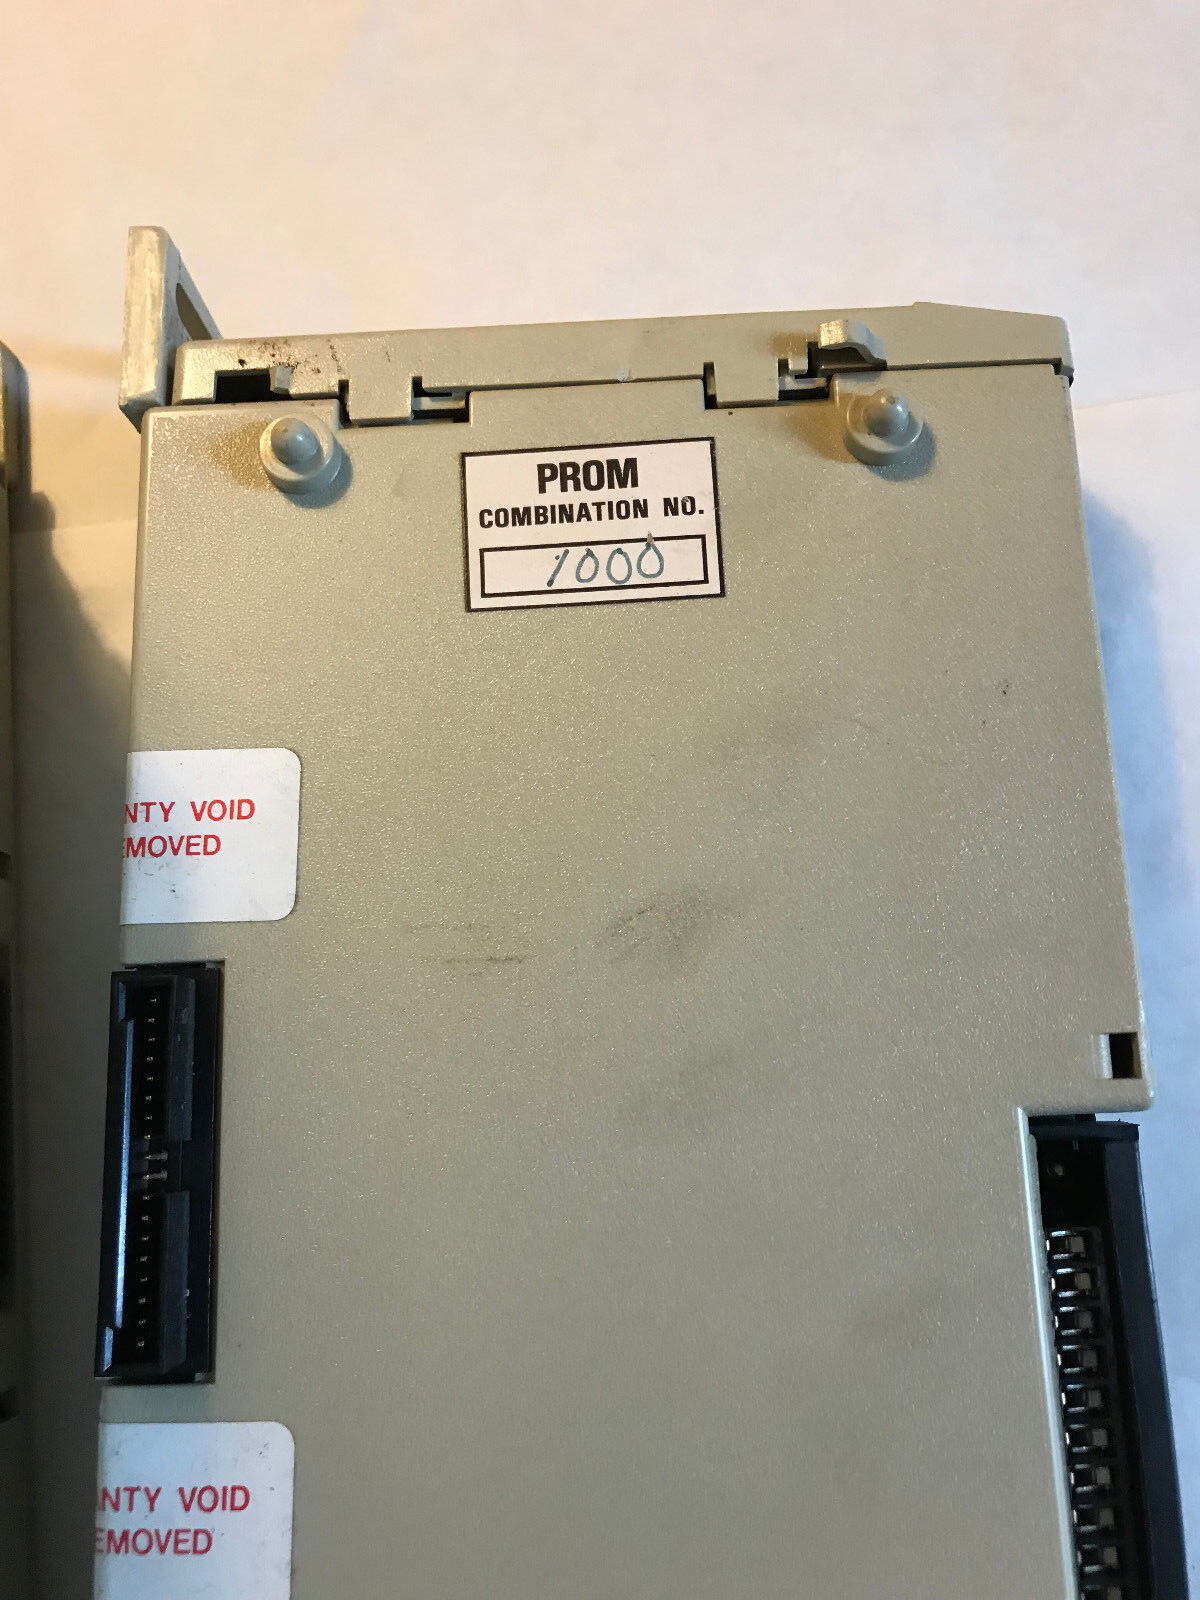 PROM
COMBINATION NO.
1000
NTY VOID
EMOVED
NTY VOID
EMOVED